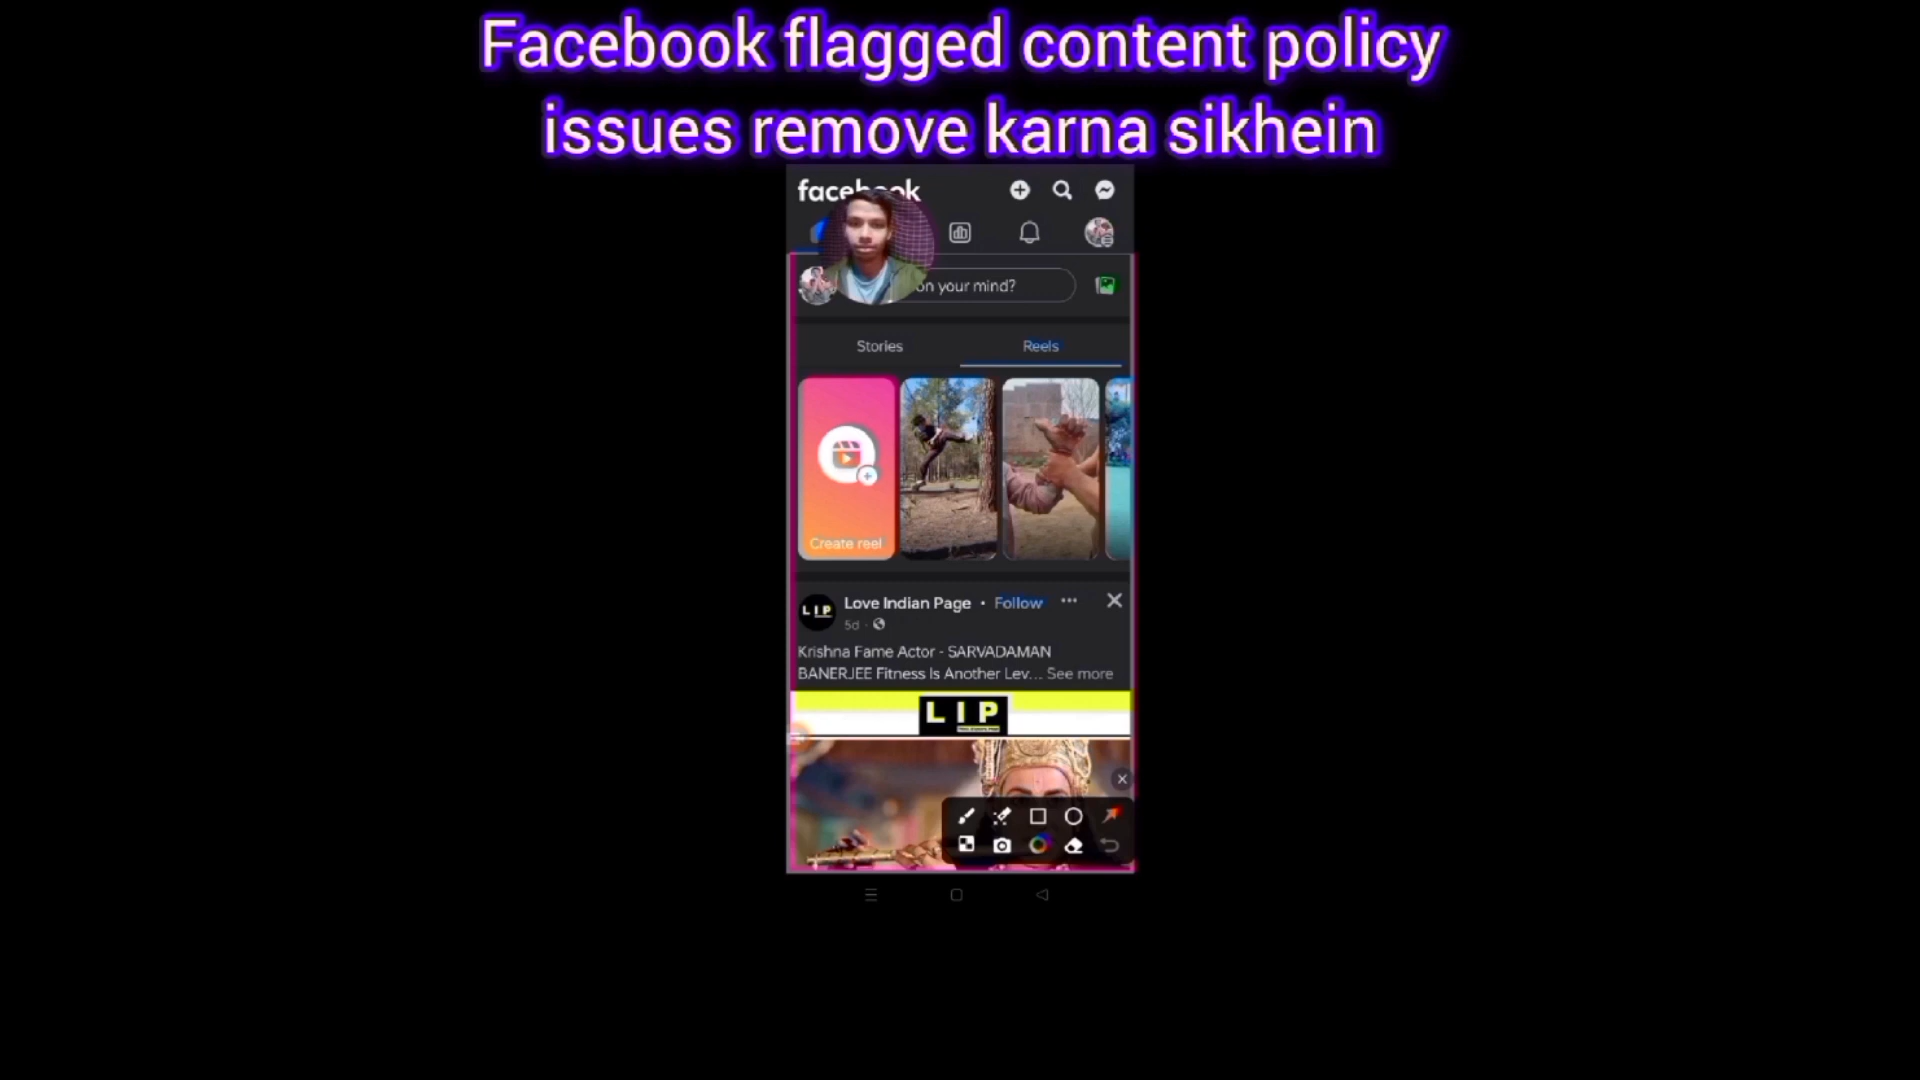 Facebook flagged content policy
issues remove karna sikhein
facebook
on your mind?
Stories
Reels
Create reel
LIP
Love Indian Page • Follow
5d
Krishna Fame Actor - SARVADAMAN
BANERJEE Fitness Is Another Lev... See more
LIP